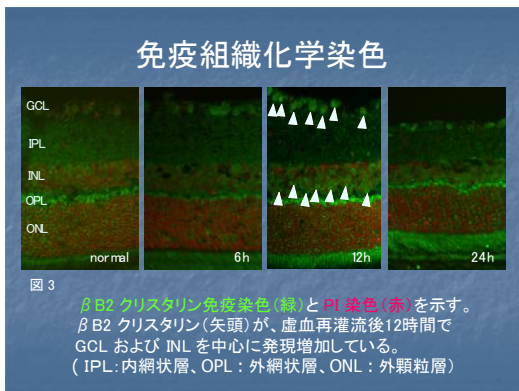 免疫組織化学染色
GCL
IPL
INL
OPL
ONL
normal
6h
12h
24h
図 3
βB2 クリスタリン免疫染色（緑）と PI 染色（赤）を示す。
βB2 クリスタリン（矢頭）が、虚血再灌流後12時間で
GCL および INL を中心に発現増加している。
( IPL：内網状層、OPL：外網状層、ONL：外顆粒層）